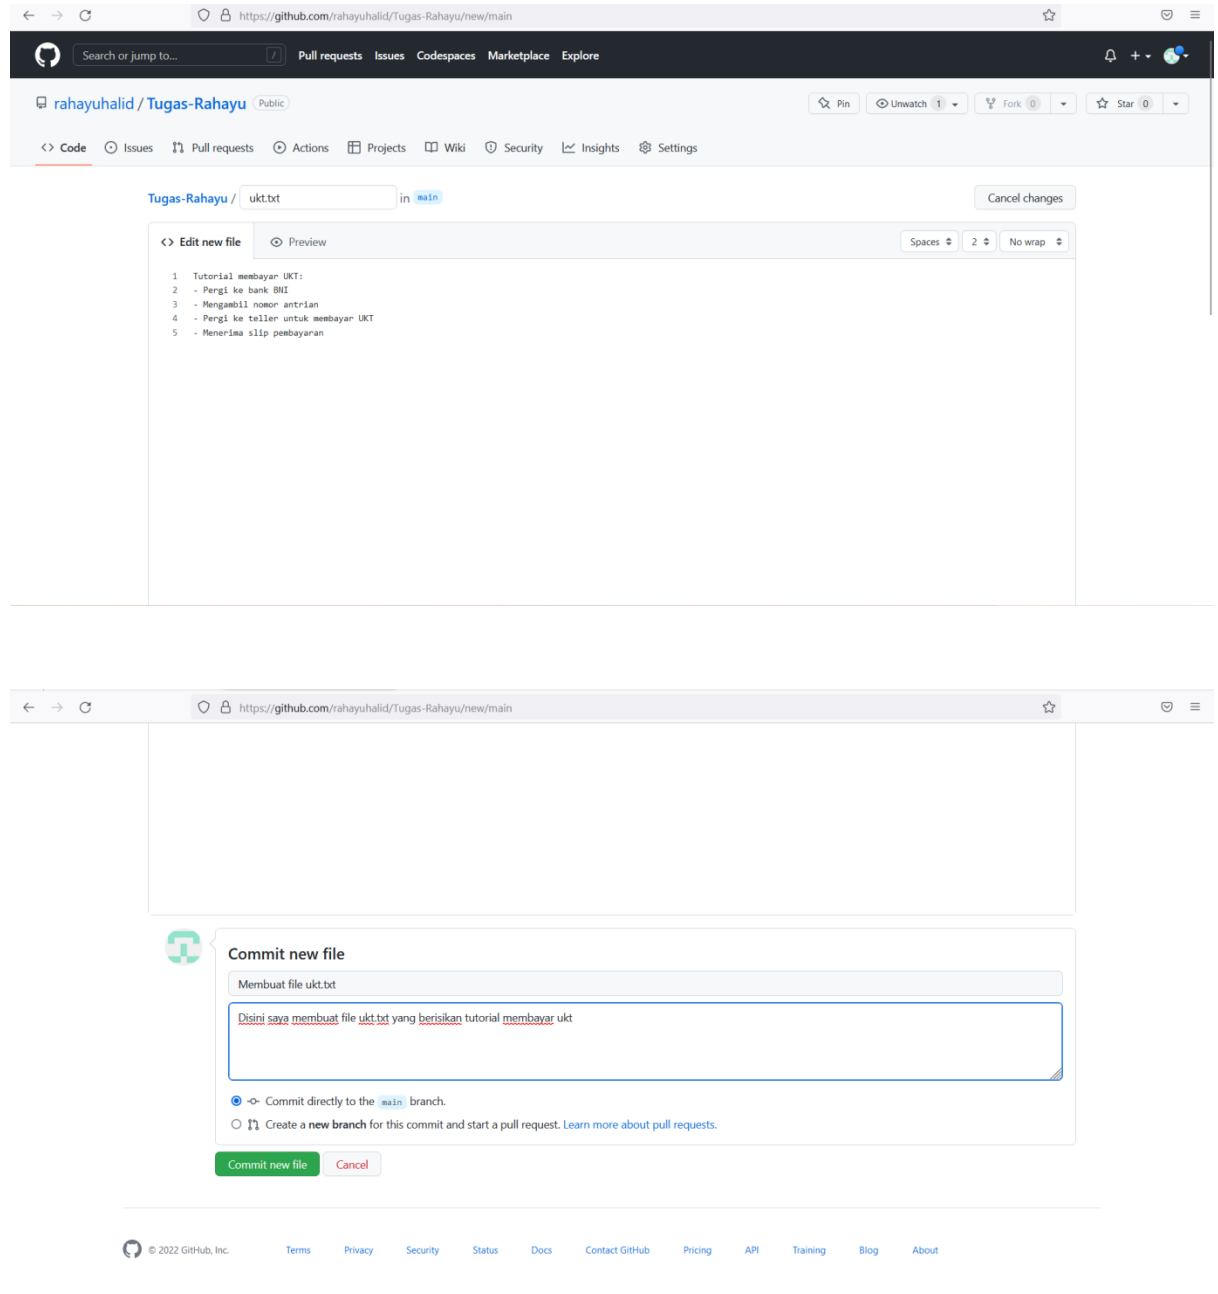 https://github.com/rahayuhalid/Tugas-Rahayu/new/main
Search or jump to... / Pull requests Issues Codespaces Marketplace Explore
rahayuhalid / Tugas-Rahayu Public Pin Unwatch 1 Fork 0 Star 0
Code Issues Pull requests Actions Projects Wiki Security Insights Settings
Tugas-Rahayu / ukt.txt in main Cancel changes
Edit new file Preview Spaces 2 No wrap
1 Tutorial membayar UKT:
2 - Pergi ke bank BNI
3 - Mengambil nomor antrian
4 - Pergi ke teller untuk membayar UKT
5 - Menerima slip pembayaran
https://github.com/rahayuhalid/Tugas-Rahayu/new/main
Commit new file
Membuat file ukt.txt
Disini saya membuat file ukt.txt yang berisikan tutorial membayar ukt
Commit directly to the main branch.
Create a new branch for this commit and start a pull request. Learn more about pull requests.
Commit new file Cancel
© 2022 GitHub, Inc. Terms Privacy Security Status Docs Contact GitHub Pricing API Training Blog About